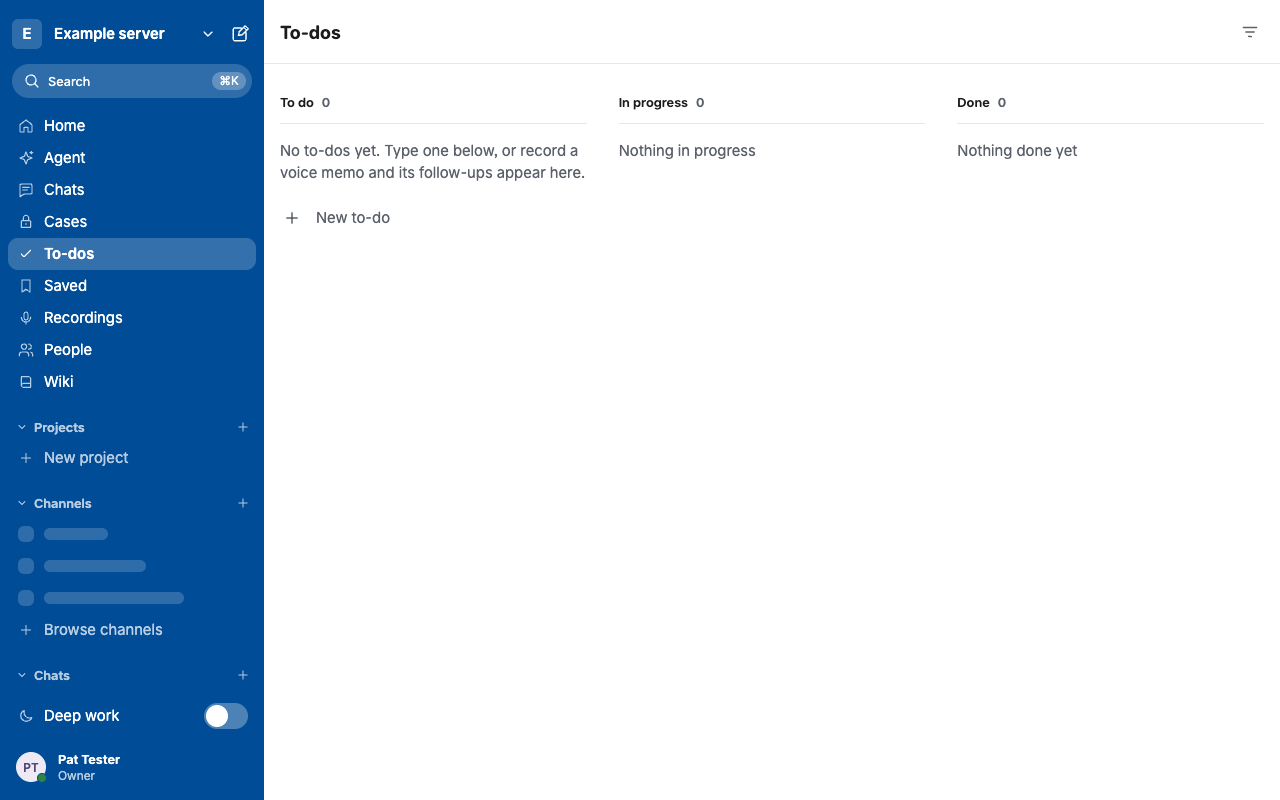 E
Example server
Search
⌘K
Home
Agent
Chats
Cases
To-dos
Saved
Recordings
People
Wiki
Projects
New project
Channels
Browse channels
Chats
Deep work
PT
Pat Tester
Owner
To-dos
To do 0
No to-dos yet. Type one below, or record a
voice memo and its follow-ups appear here.
New to-do
In progress 0
Nothing in progress
Done 0
Nothing done yet